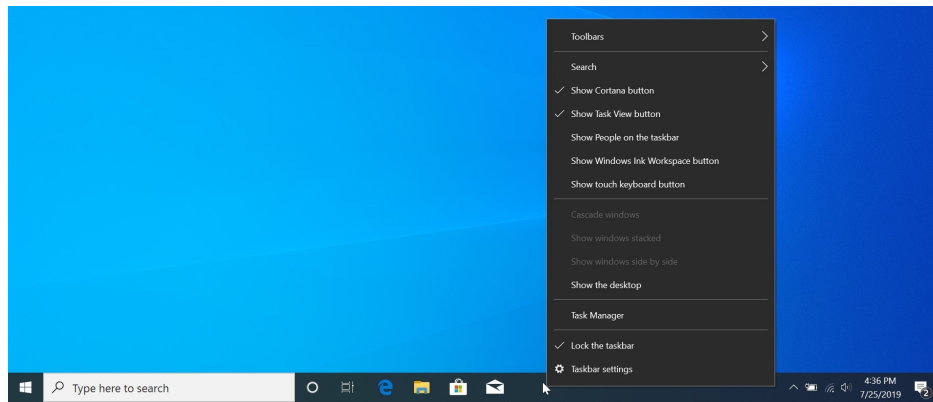 Toolbars
Search
Show Cortana button
Show Task View button
Show People on the taskbar
Show Windows Ink Workspace button
Show touch keyboard button
Cascade windows
Show windows stacked
Show windows side by side
Show the desktop
Task Manager
Lock the taskbar
Taskbar settings
Type here to search
4:36 PM
7/25/2019
2